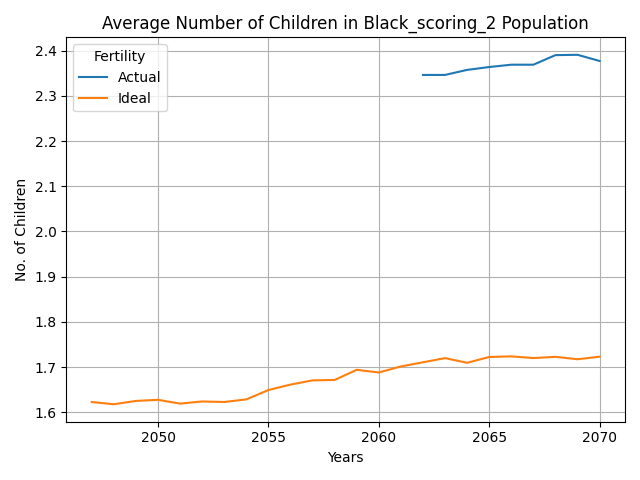 Average Number of Children in Black_scoring_2 Population
Fertility
Actual
Ideal
No. of Children
2.4
2.3
2.2
2.1
2.0
1.9
1.8
1.7
1.6
2050 2055 2060 2065 2070
Years